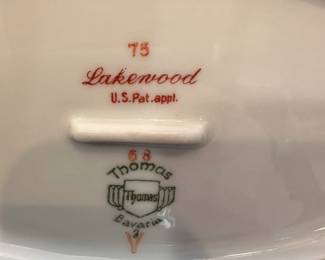 75
Lakewood
U.S.Pat.appl.
68
Thomas
Thomas
Bavaria
V